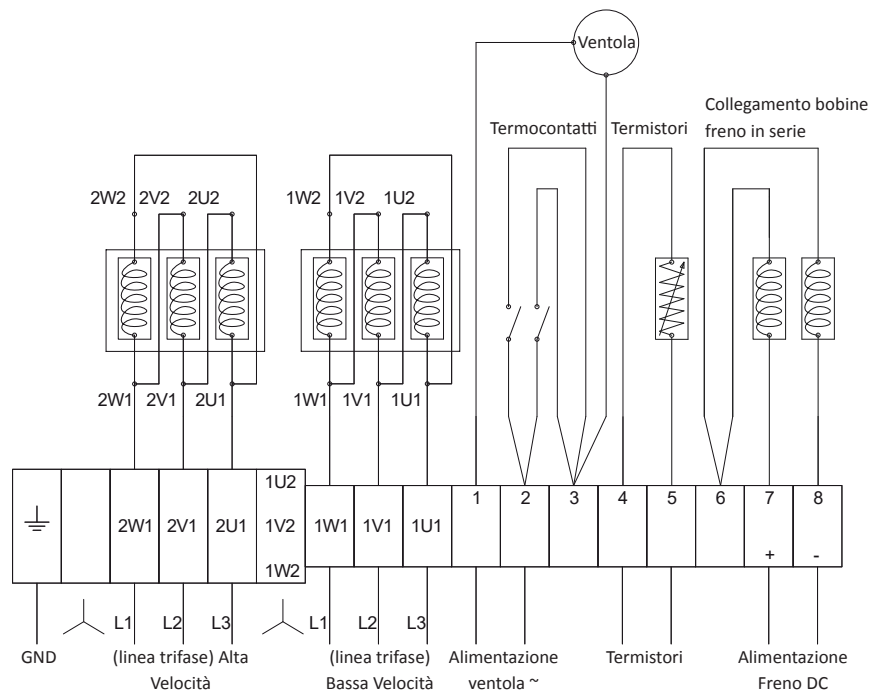 Ventola
Termocontatti
Termistori
Collegamento bobine
freno in serie
2W2 2V2 2U2
1W2 1V2 1U2
2W1 2V1 2U1
1W1 1V1 1U1
2W1 2V1 2U1
1U2
1V2
1W2
1W1 1V1 1U1
1 2 3 4 5 6 7 8
+ -
L1 L2 L3
L1 L2 L3
GND
(linea trifase) Alta
Velocità
(linea trifase)
Bassa Velocità
Alimentazione
ventola ~
Termistori
Alimentazione
Freno DC